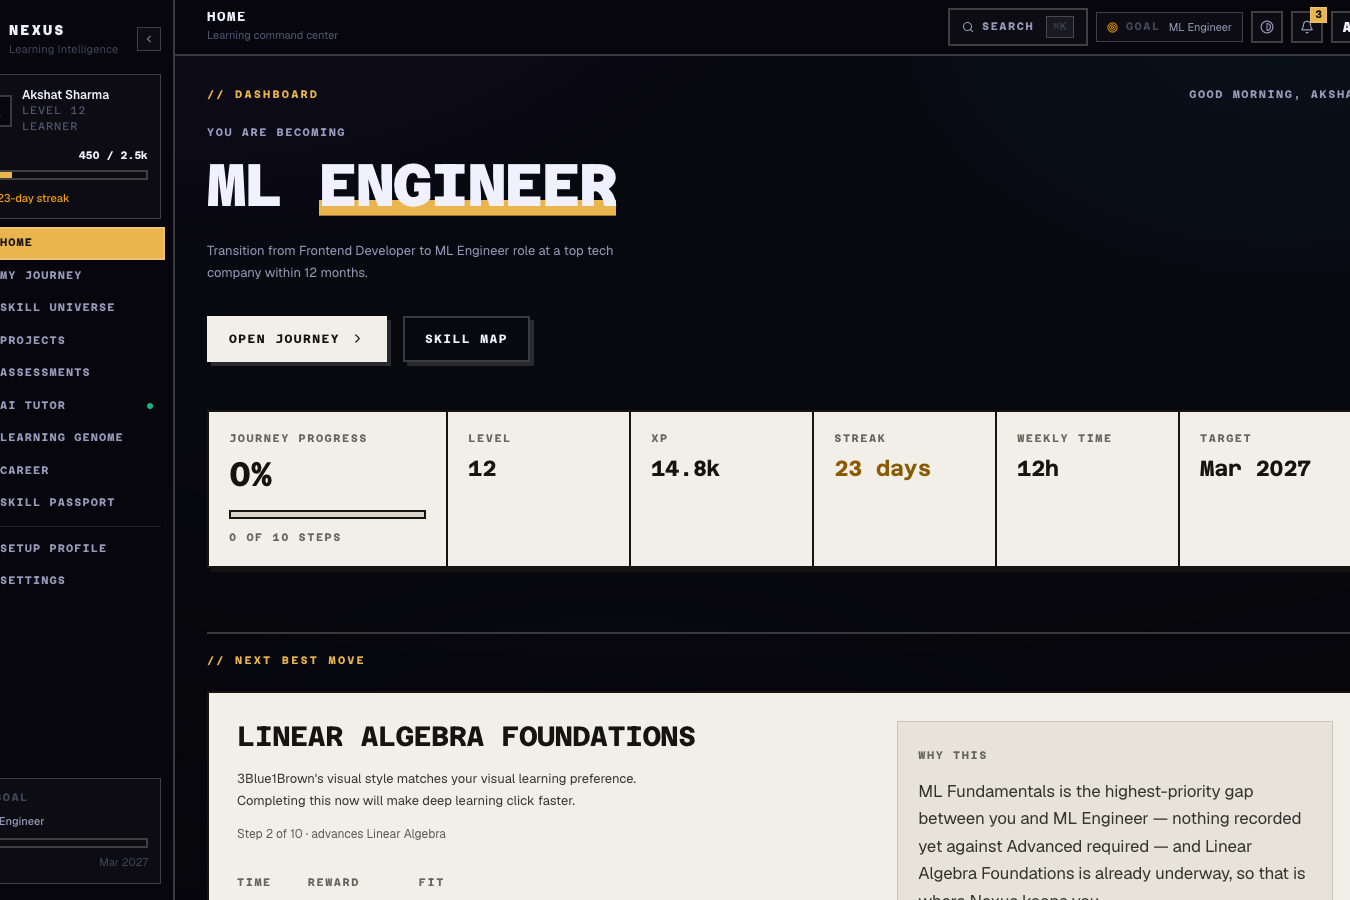 NEXUS
Learning Intelligence
Akshat Sharma
LEVEL 12
LEARNER
450 / 2.5k
23-day streak
HOME
MY JOURNEY
SKILL UNIVERSE
PROJECTS
ASSESSMENTS
AI TUTOR
LEARNING GENOME
CAREER
SKILL PASSPORT
SETUP PROFILE
SETTINGS
GOAL
Engineer
Mar 2027
HOME
Learning command center
SEARCH ⌘K
GOAL ML Engineer
3
// DASHBOARD
GOOD MORNING, AKSHA
YOU ARE BECOMING
ML ENGINEER
Transition from Frontend Developer to ML Engineer role at a top tech
company within 12 months.
OPEN JOURNEY
SKILL MAP
JOURNEY PROGRESS
0%
0 OF 10 STEPS
LEVEL
12
XP
14.8k
STREAK
23 days
WEEKLY TIME
12h
TARGET
Mar 2027
// NEXT BEST MOVE
LINEAR ALGEBRA FOUNDATIONS
3Blue1Brown's visual style matches your visual learning preference.
Completing this now will make deep learning click faster.
Step 2 of 10 · advances Linear Algebra
TIME REWARD FIT
WHY THIS
ML Fundamentals is the highest-priority gap
between you and ML Engineer — nothing recorded
yet against Advanced required — and Linear
Algebra Foundations is already underway, so that is
where Nexus keeps you